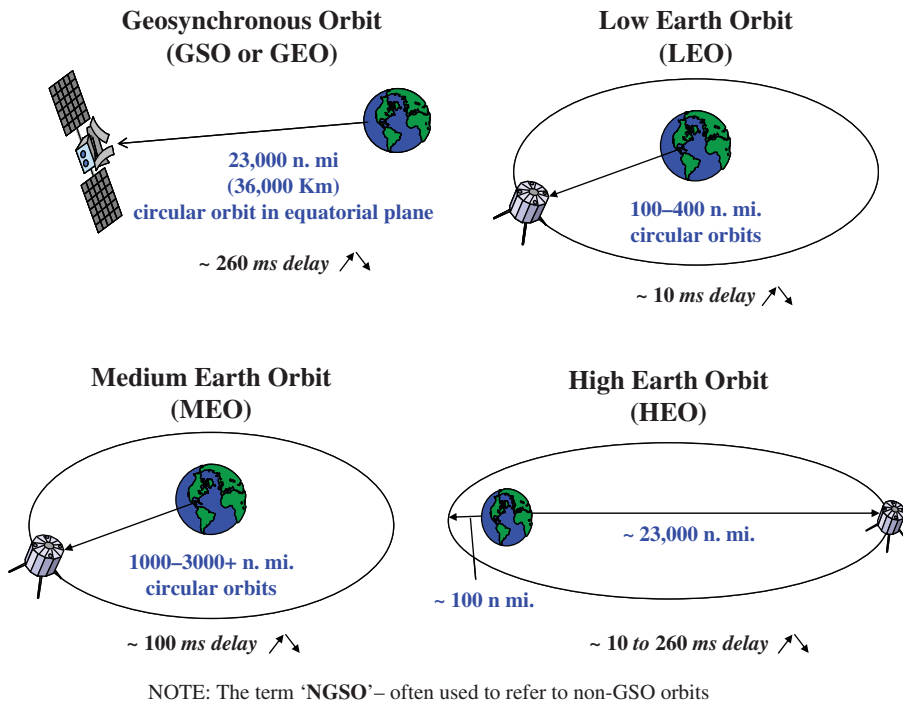 Geosynchronous Orbit
(GSO or GEO)
23,000 n. mi
(36,000 Km)
circular orbit in equatorial plane
~ 260 ms delay
Low Earth Orbit
(LEO)
100–400 n. mi.
circular orbits
~ 10 ms delay
Medium Earth Orbit
(MEO)
1000–3000+ n. mi.
circular orbits
~ 100 ms delay
High Earth Orbit
(HEO)
~ 23,000 n. mi.
~ 100 n mi.
~ 10 to 260 ms delay
NOTE: The term ‘NGSO’– often used to refer to non-GSO orbits